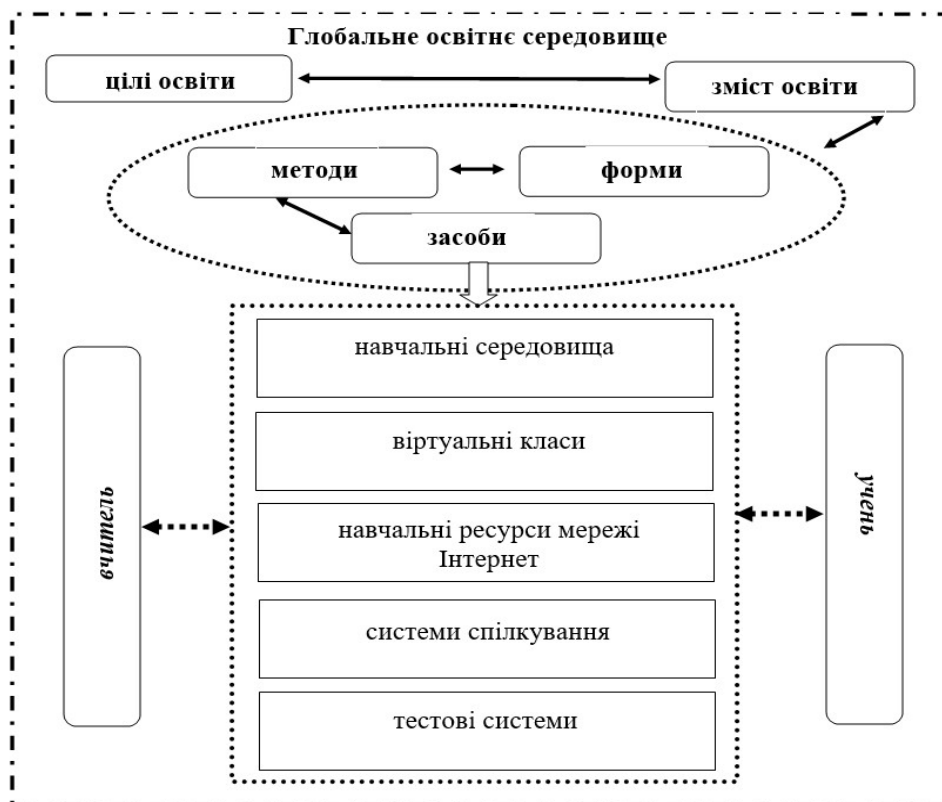 Глобальне освітнє середовище
цілі освіти
зміст освіти
методи
форми
засоби
навчальні середовища
віртуальні класи
навчальні ресурси мережі
Інтернет
системи спілкування
тестові системи
вчитель
учень